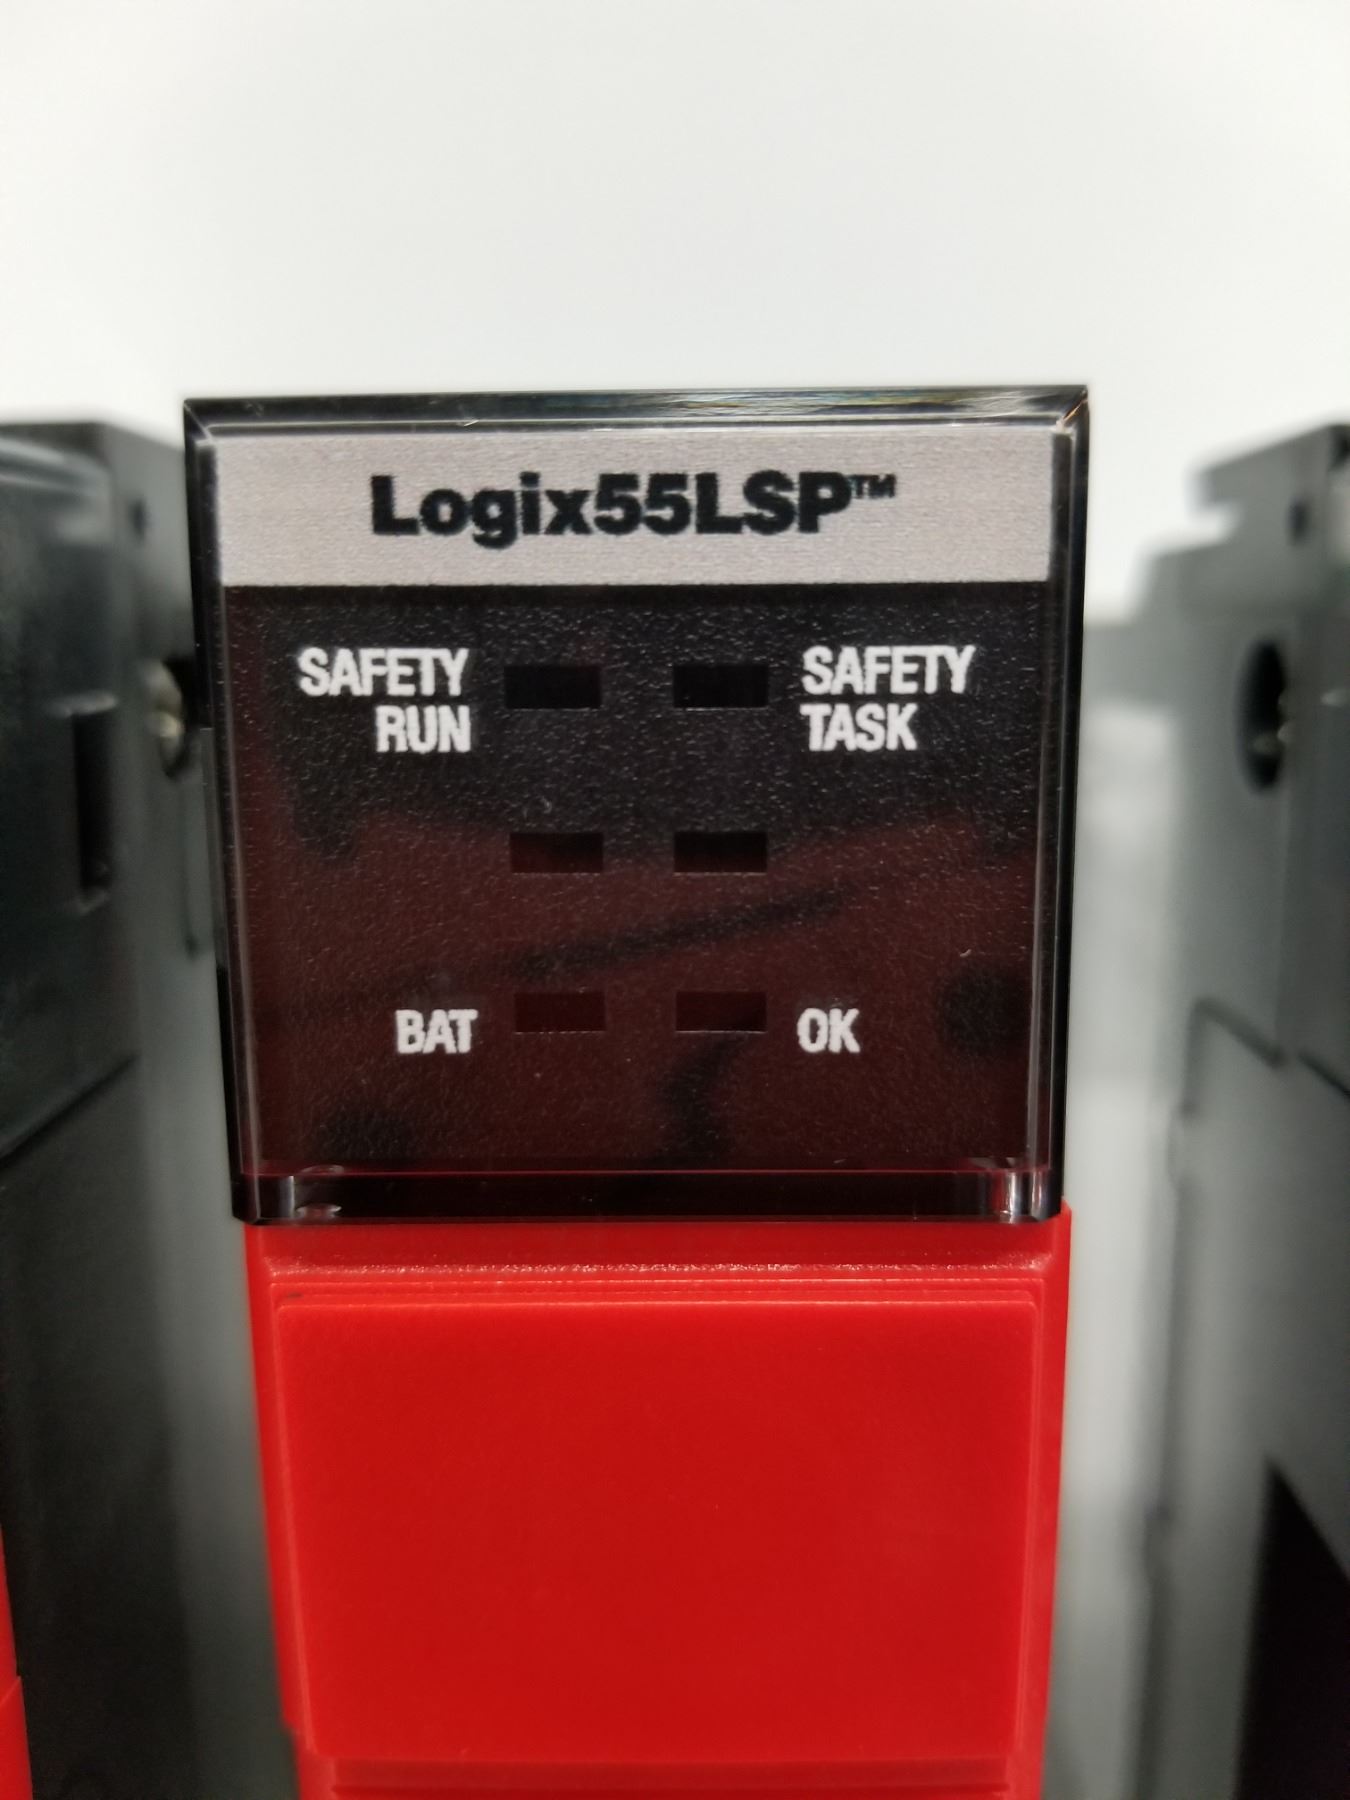 Logix55LSP™
SAFETY RUN
SAFETY TASK
BAT
OK